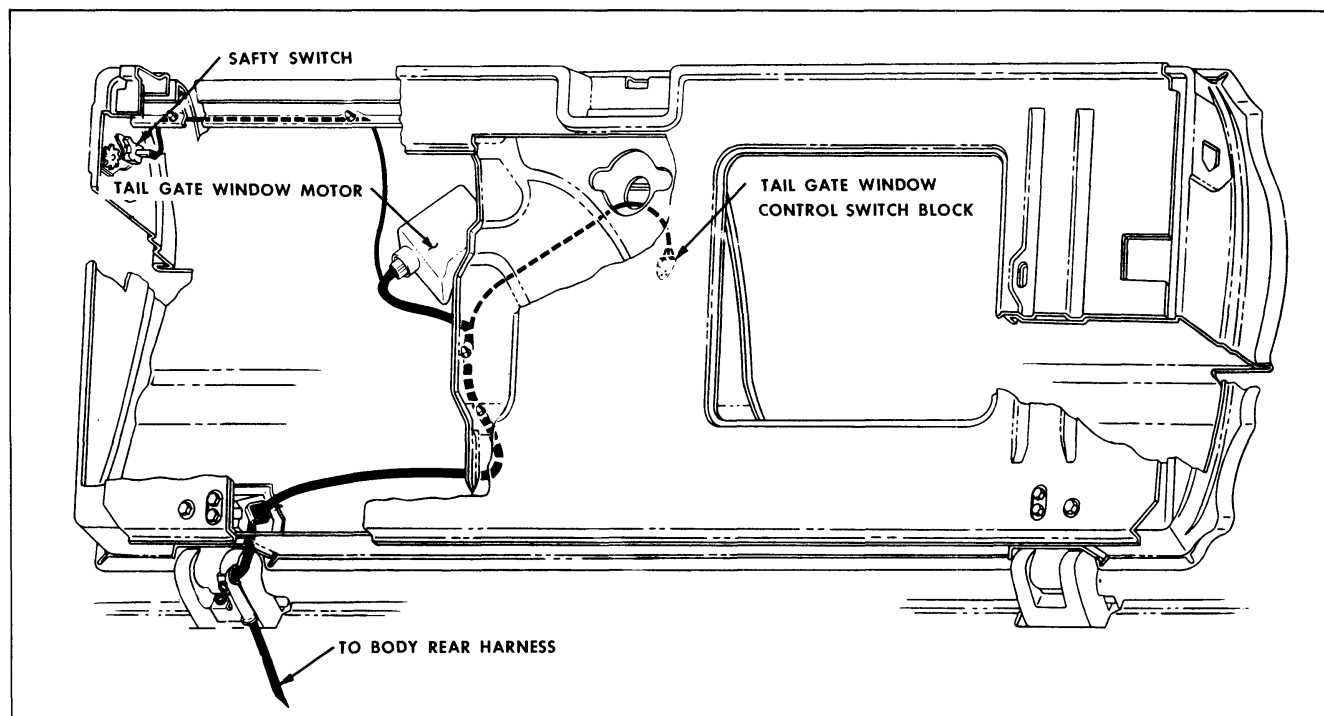 SAFTY SWITCH
TAIL GATE WINDOW MOTOR
TAIL GATE WINDOW
CONTROL SWITCH BLOCK
TO BODY REAR HARNESS